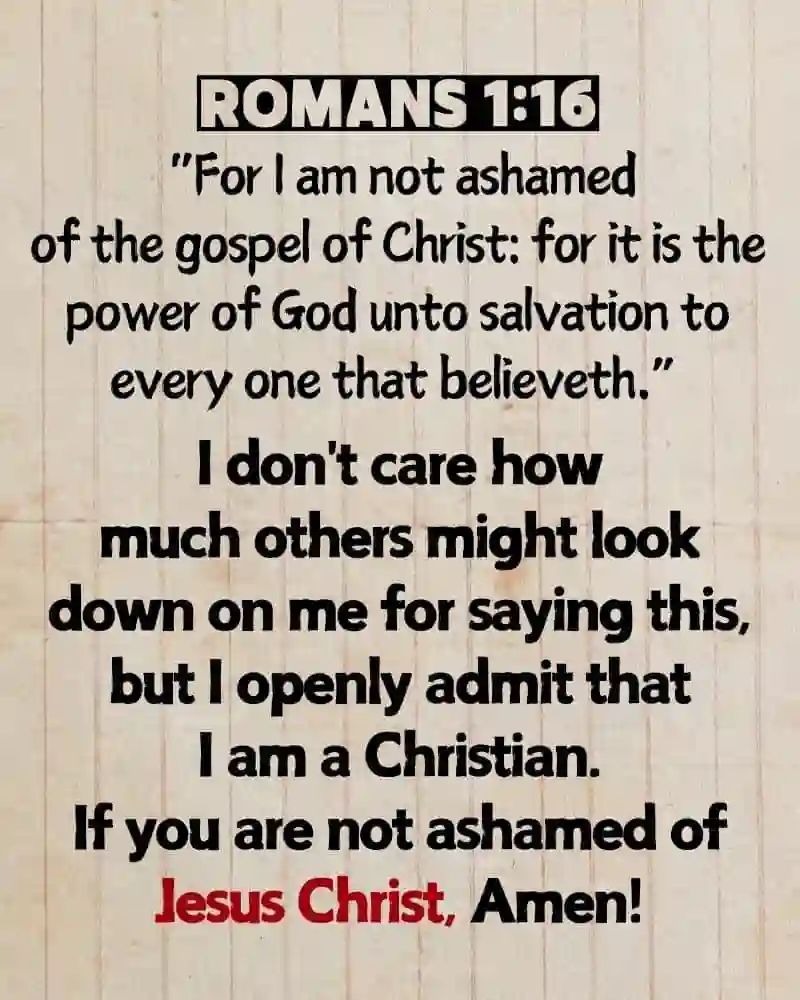 ROMANS 1:16
"For I am not ashamed
of the gospel of Christ: for it is the
power of God unto salvation to
every one that believeth."
I don't care how
much others might look
down on me for saying this,
but I openly admit that
I am a Christian.
If you are not ashamed of
Jesus Christ, Amen!